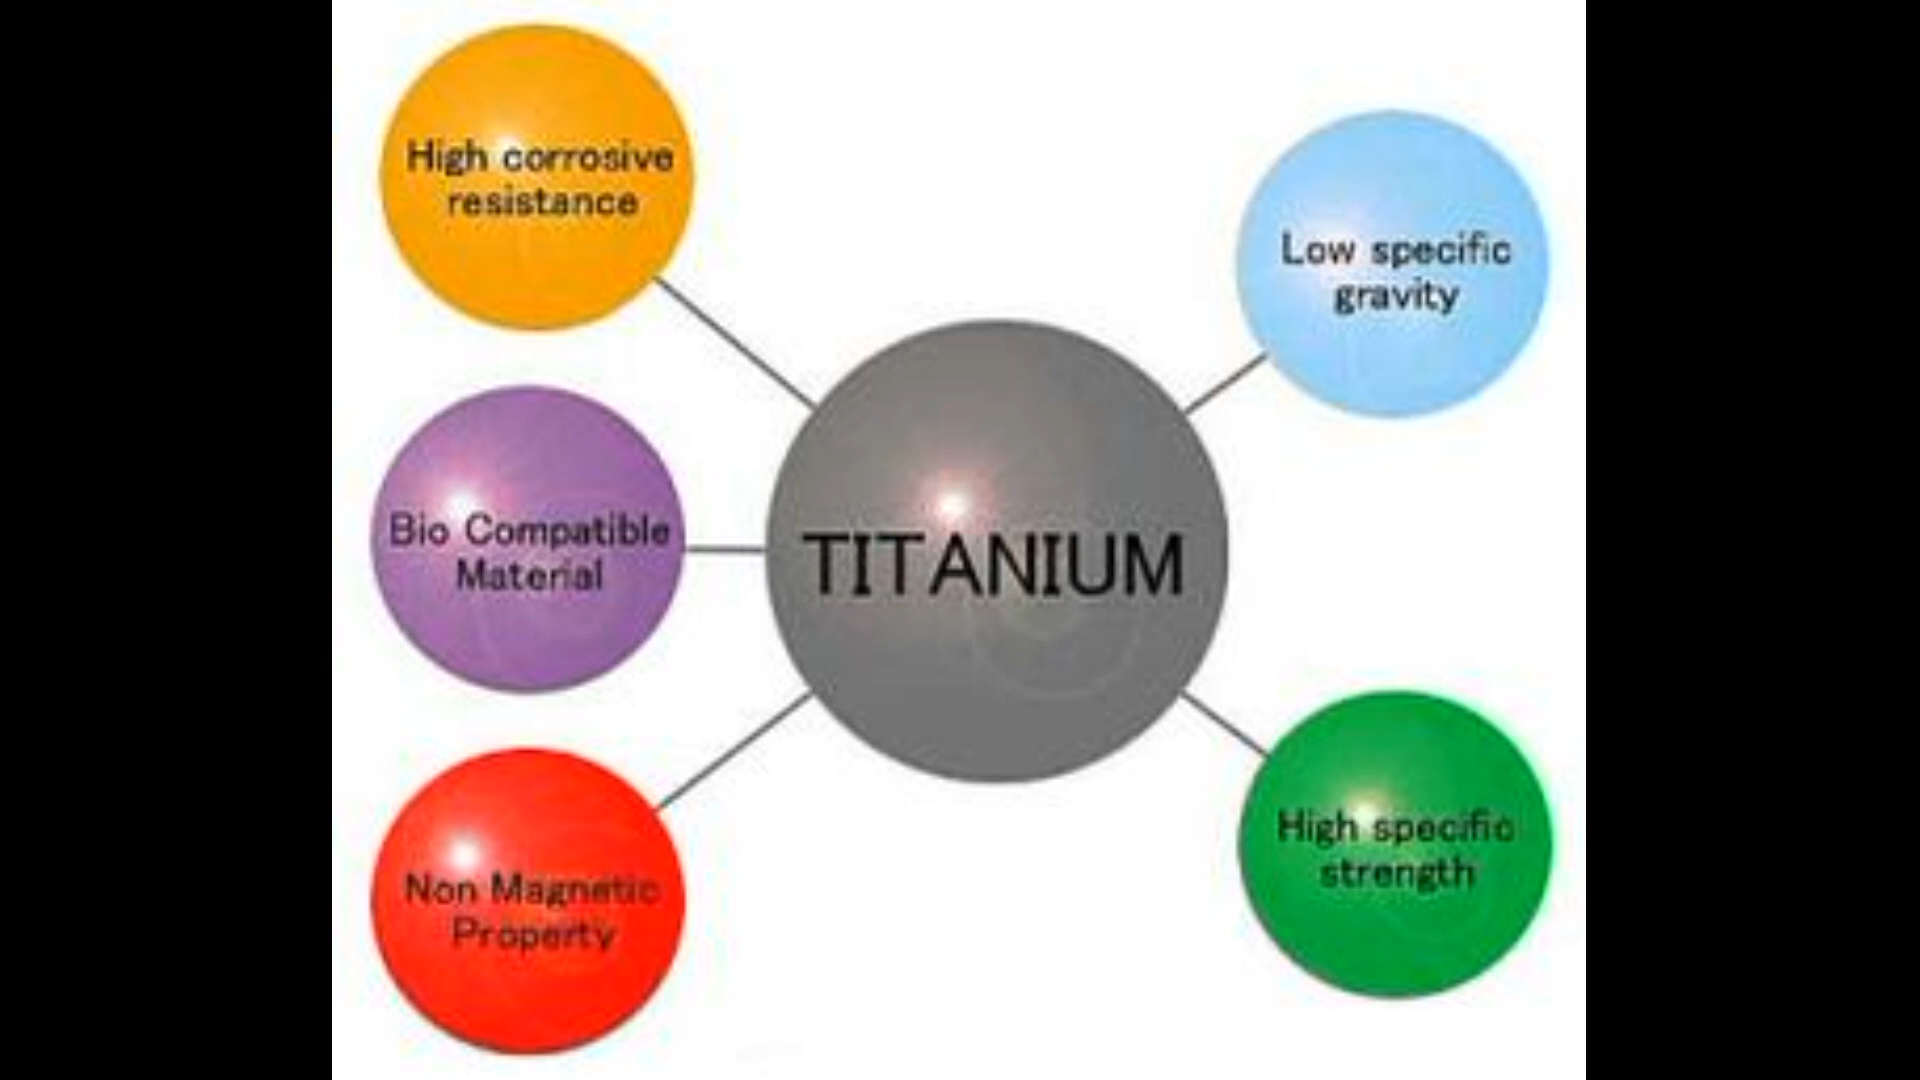 High corrosive
resistance
Low specific
gravity
Bio Compatible
Material
TITANIUM
Non Magnetic
Property
High specific
strength